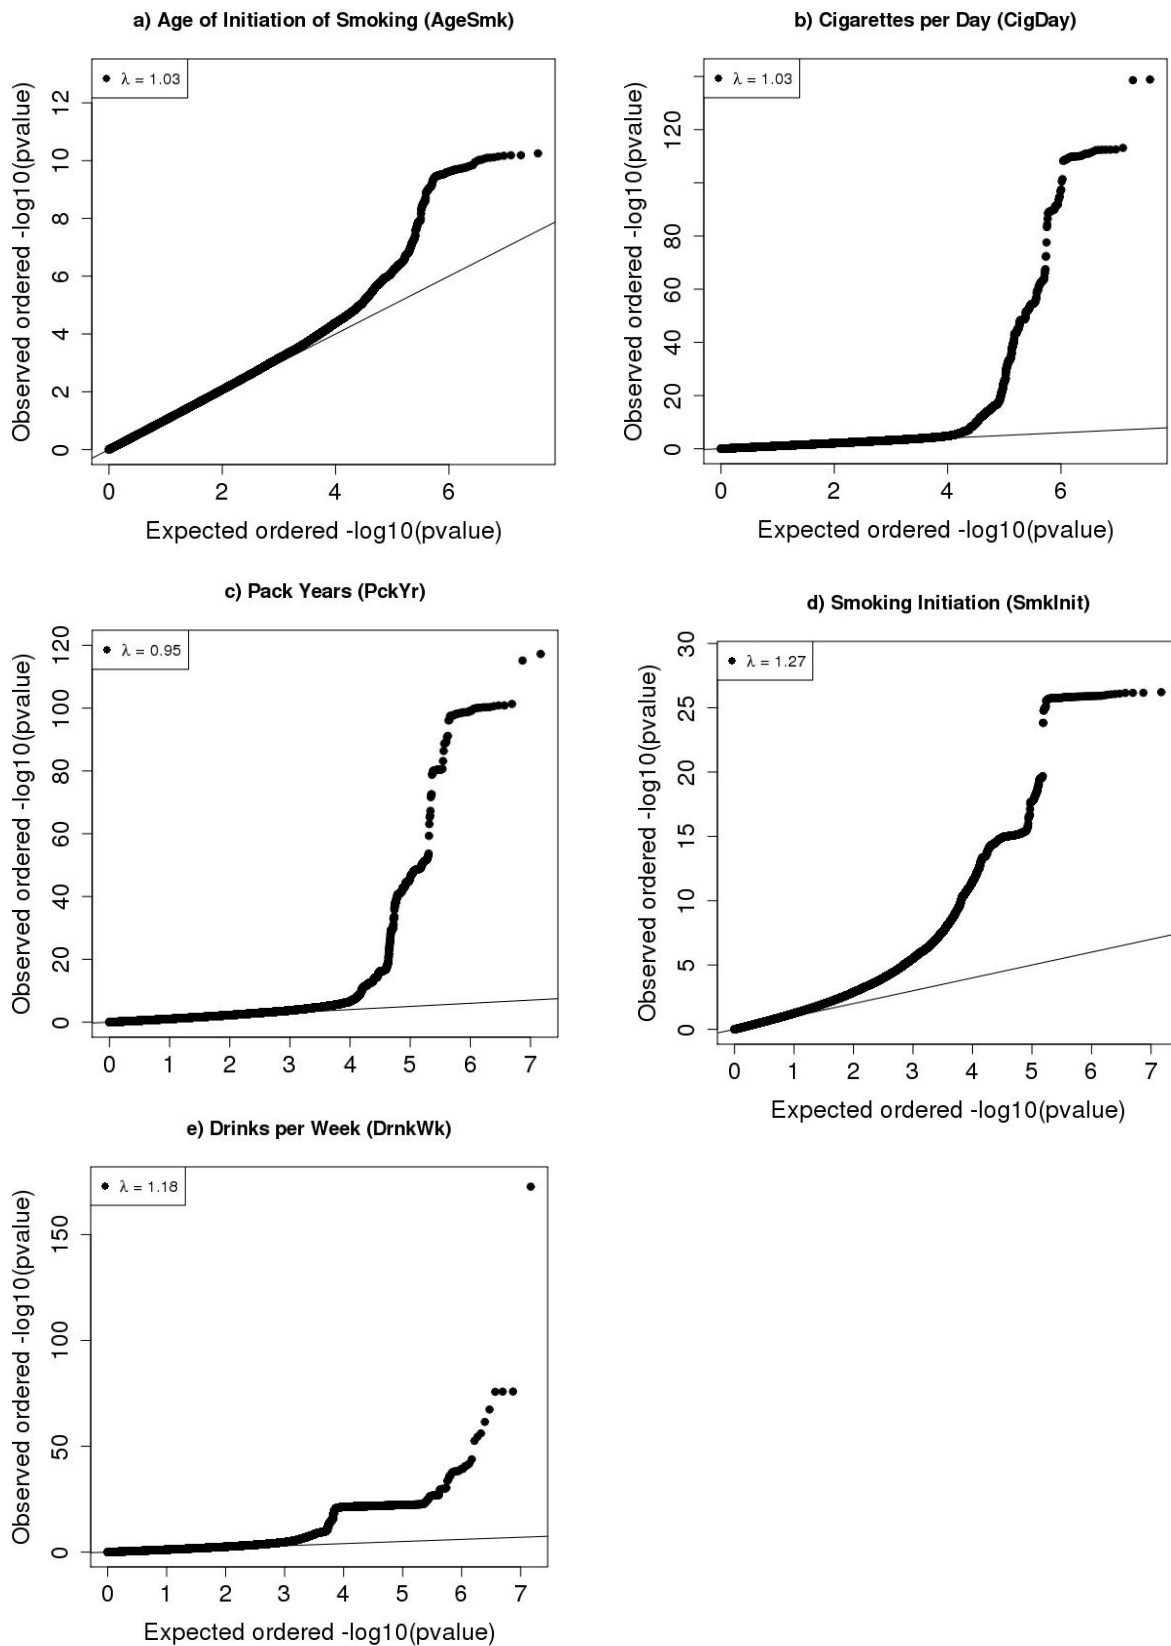 a) Age of Initiation of Smoking (AgeSmk)
λ = 1.03
Observed ordered -log10(pvalue)
0 2 4 6 8 10 12
0 2 4 6
Expected ordered -log10(pvalue)
b) Cigarettes per Day (CigDay)
λ = 1.03
Observed ordered -log10(pvalue)
0 20 40 60 80 120
0 2 4 6
Expected ordered -log10(pvalue)
c) Pack Years (PckYr)
λ = 0.95
Observed ordered -log10(pvalue)
0 20 40 60 80 100 120
0 1 2 3 4 5 6 7
d) Smoking Initiation (SmkInit)
λ = 1.27
Observed ordered -log10(pvalue)
0 5 10 15 20 25 30
0 1 2 3 4 5 6 7
Expected ordered -log10(pvalue)
e) Drinks per Week (DrnkWk)
λ = 1.18
Observed ordered -log10(pvalue)
0 50 100 150
0 1 2 3 4 5 6 7
Expected ordered -log10(pvalue)